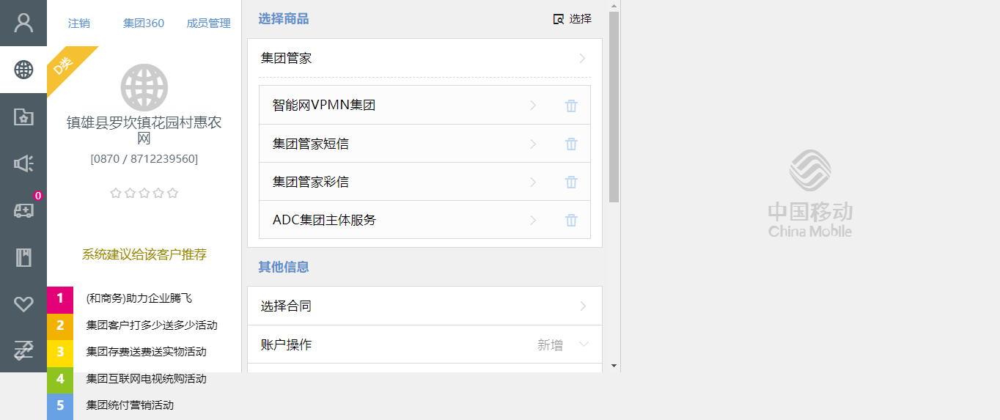 注销 集团360 成员管理
D类
镇雄县罗坎镇花园村惠农
网
[0870 / 8712239560]
0
系统建议给该客户推荐
1 (和商务)助力企业腾飞
2 集团客户打多少送多少活动
3 集团存费送费送实物活动
4 集团互联网电视统购活动
5 集团统付营销活动
选择商品 选择
集团管家
智能网VPMN集团
集团管家短信
集团管家彩信
ADC集团主体服务
其他信息
选择合同
账户操作 新增
中国移动
China Mobile